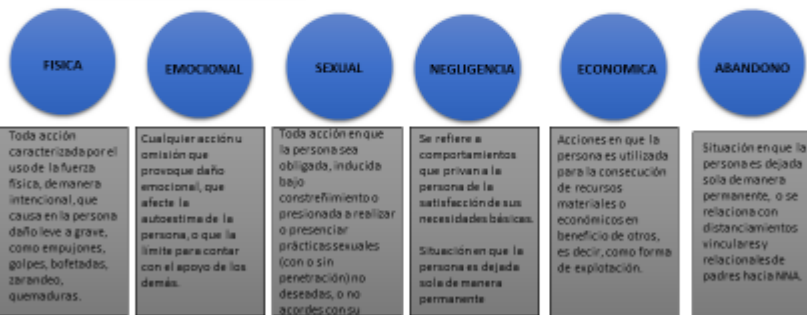 FISICA
Toda acción
caracterizada por el
uso de la fuerza
física, de manera
intencional, que
causa en la persona
daño leve a grave,
como empujones,
golpes, bofetadas,
zarandeo,
quemaduras.
EMOCIONAL
Cualquier acción u
omisión que
provoque daño
emocional, que
afecte la
autoestima de la
persona, o que la
límite para contar
con el apoyo de los
demás.
SEXUAL
Toda acción en que
la persona sea
obligada, inducida
bajo
constreñimiento o
presionada a realizar
o presenciar
prácticas sexuales
(con o sin
penetración) no
deseadas, o no
acordes con su
NEGLIGENCIA
Se refiere a
comportamientos
que privan a la
persona de la
satisfacción de sus
necesidades básicas.
Situación en que la
persona es dejada
sola de manera
permanente
ECONOMICA
Acciones en que la
persona es utilizada
para la consecución
de recursos
materiales o
económicos en
beneficio de otros,
es decir, como forma
de explotación.
ABANDONO
Situación en que la
persona es dejada
sola de manera
permanente, o se
relaciona con
distanciamientos
vinculares y
relacionales de
padres hacia NNA.